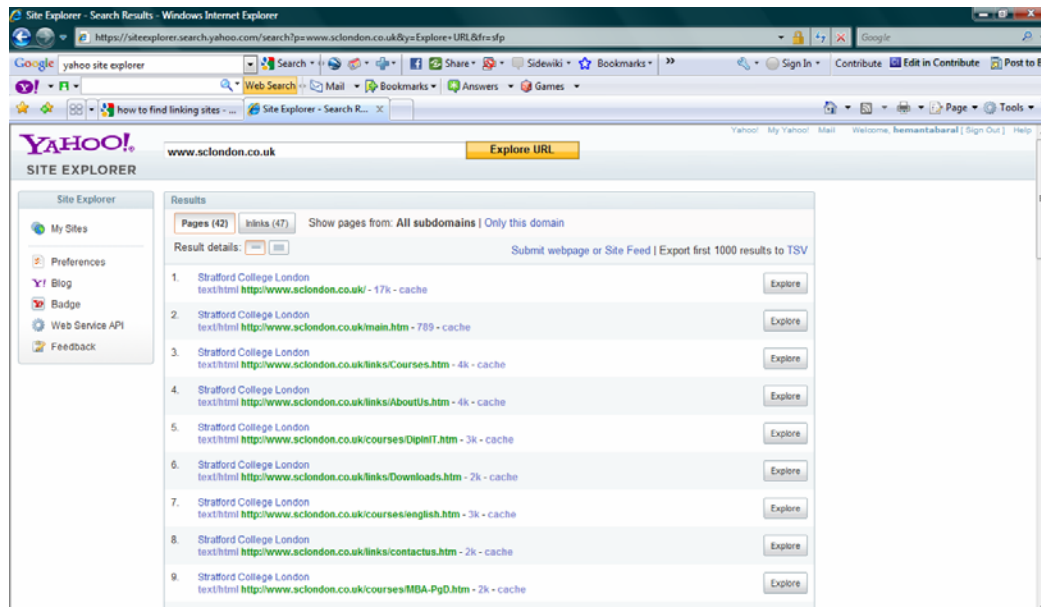 Site Explorer - Search Results - Windows Internet Explorer
https://siteexplorer.search.yahoo.com/search?p=www.sclondon.co.uk&y=Explore+URL&fr=sfp
Google
Google yahoo site explorer Search Share Sidewiki Bookmarks Sign In Contribute Edit in Contribute Post to B
Y! Web Search Mail Bookmarks Answers Games
how to find linking sites - ... Site Explorer - Search R... X Page Tools
Yahoo! My Yahoo! Mail Welcome, hemantabaral [Sign Out] Help
YAHOO! www.sclondon.co.uk Explore URL
SITE EXPLORER
Site Explorer
My Sites
Preferences
Y! Blog
Badge
Web Service API
Feedback
Results
Pages (42) Inlinks (47) Show pages from: All subdomains | Only this domain
Result details: Submit webpage or Site Feed | Export first 1000 results to TSV
1. Stratford College London Explore
text/html http://www.sclondon.co.uk/ - 17k - cache
2. Stratford College London Explore
text/html http://www.sclondon.co.uk/main.htm - 789 - cache
3. Stratford College London Explore
text/html http://www.sclondon.co.uk/links/Courses.htm - 4k - cache
4. Stratford College London Explore
text/html http://www.sclondon.co.uk/links/AboutUs.htm - 4k - cache
5. Stratford College London Explore
text/html http://www.sclondon.co.uk/courses/DipInIT.htm - 3k - cache
6. Stratford College London Explore
text/html http://www.sclondon.co.uk/links/Downloads.htm - 2k - cache
7. Stratford College London Explore
text/html http://www.sclondon.co.uk/courses/english.htm - 3k - cache
8. Stratford College London Explore
text/html http://www.sclondon.co.uk/links/contactus.htm - 2k - cache
9. Stratford College London Explore
text/html http://www.sclondon.co.uk/courses/MBA-PgD.htm - 2k - cache